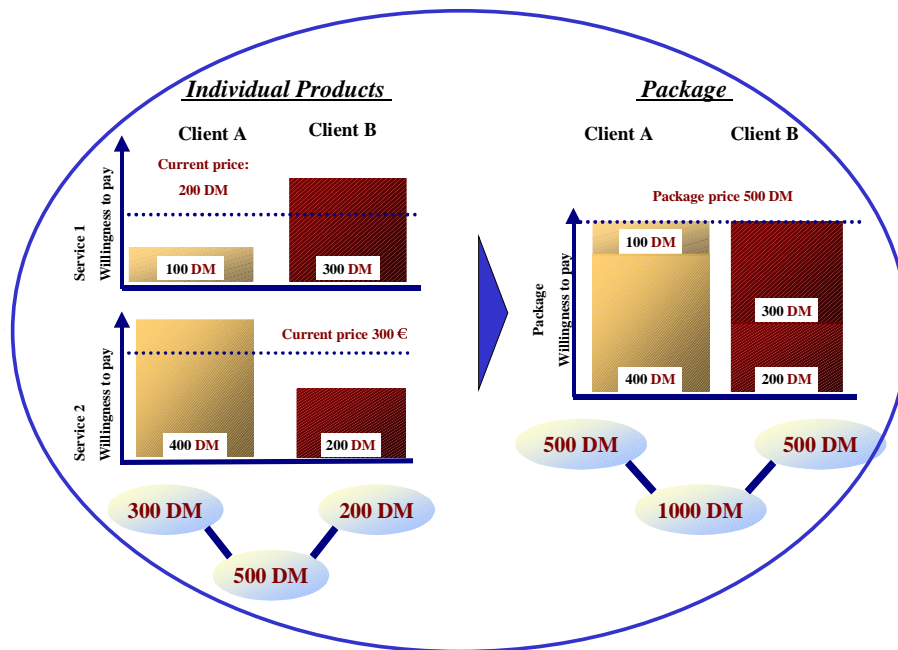 Individual Products
Client A
Client B
Current price:
200 DM
Service 1
Willingness to pay
100 DM
300 DM
Current price 300 €
Service 2
Willingness to pay
400 DM
200 DM
300 DM
200 DM
500 DM
Package
Client A
Client B
Package price 500 DM
Package
Willingness to pay
100 DM
300 DM
400 DM
200 DM
500 DM
500 DM
1000 DM